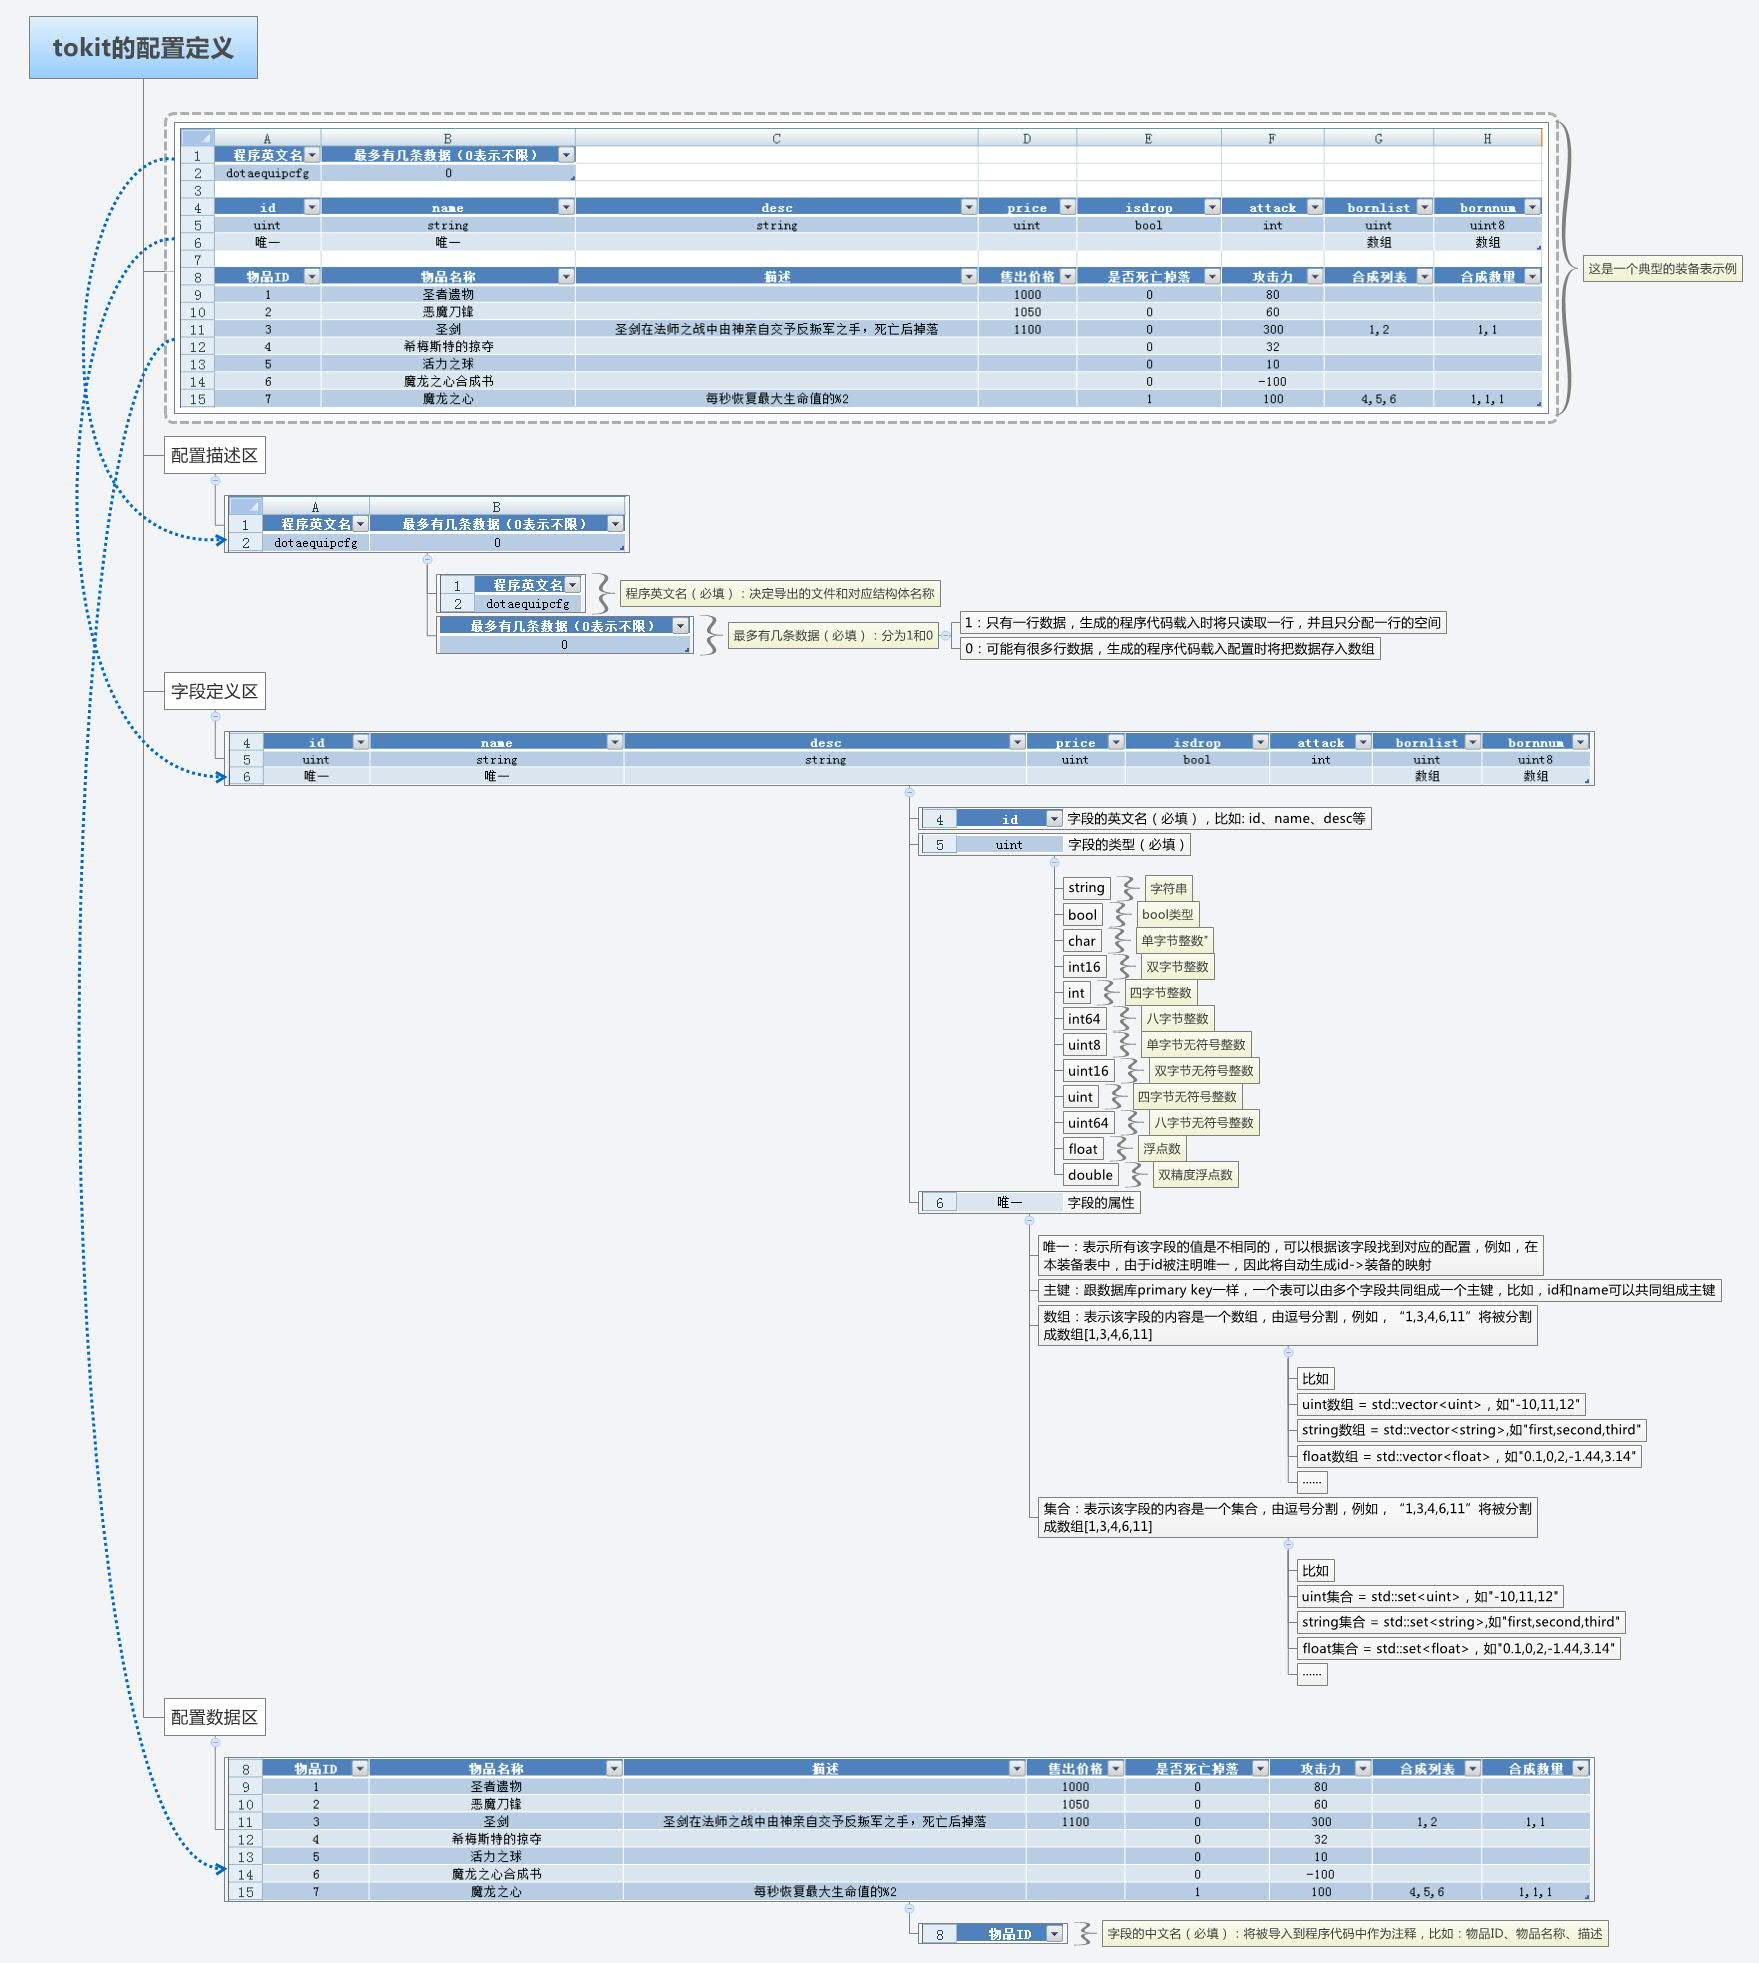 tokit的配置定义
A B C D E F G H
1 程序英文名 最多有几条数据（0表示不限）
2 dotaequipcfg 0
3
4 id name desc price isdrop attack bornlist bornnum
5 uint string string uint bool int uint uint8
6 唯一 唯一 数组 数组
7
8 物品ID 物品名称 描述 售出价格 是否死亡掉落 攻击力 合成列表 合成数量
9 1 圣者遗物 1000 0 80
10 2 恶魔刀锋 1050 0 60
11 3 圣剑 圣剑在法师之战中由神亲自交予反叛军之手，死亡后掉落 1100 0 300 1,2 1,1
12 4 希梅斯特的掠夺 0 32
13 5 活力之球 0 10
14 6 魔龙之心合成书 0 -100
15 7 魔龙之心 每秒恢复最大生命值的%2 1 100 4,5,6 1,1,1
这是一个典型的装备表示例
配置描述区
A B
1 程序英文名 最多有几条数据（0表示不限）
2 dotaequipcfg 0
1 程序英文名
2 dotaequipcfg
程序英文名（必填）：决定导出的文件和对应结构体名称
最多有几条数据（0表示不限）
0
最多有几条数据（必填）：分为1和0
1：只有一行数据，生成的程序代码载入时将只读取一行，并且只分配一行的空间
0：可能有很多行数据，生成的程序代码载入配置时将把数据存入数组
字段定义区
4 id name desc price isdrop attack bornlist bornnum
5 uint string string uint bool int uint uint8
6 唯一 唯一 数组 数组
4 id 字段的英文名（必填），比如: id、name、desc等
5 uint 字段的类型（必填）
string 字符串
bool bool类型
char 单字节整数"
int16 双字节整数
int 四字节整数
int64 八字节整数
uint8 单字节无符号整数
uint16 双字节无符号整数
uint 四字节无符号整数
uint64 八字节无符号整数
float 浮点数
double 双精度浮点数
6 唯一 字段的属性
唯一：表示所有该字段的值是不相同的，可以根据该字段找到对应的配置，例如，在
本装备表中，由于id被注明唯一，因此将自动生成id->装备的映射
主键：跟数据库primary key一样，一个表可以由多个字段共同组成一个主键，比如，id和name可以共同组成主键
数组：表示该字段的内容是一个数组，由逗号分割，例如，“1,3,4,6,11”将被分割
成数组[1,3,4,6,11]
比如
uint数组 = std::vector<uint>，如"-10,11,12"
string数组 = std::vector<string>,如"first,second,third"
float数组 = std::vector<float>，如"0.1,0,2,-1.44,3.14"
······
集合：表示该字段的内容是一个集合，由逗号分割，例如，“1,3,4,6,11”将被分割
成数组[1,3,4,6,11]
比如
uint集合 = std::set<uint>，如"-10,11,12"
string集合 = std::set<string>,如"first,second,third"
float集合 = std::set<float>，如"0.1,0,2,-1.44,3.14"
······
配置数据区
8 物品ID 物品名称 描述 售出价格 是否死亡掉落 攻击力 合成列表 合成数量
9 1 圣者遗物 1000 0 80
10 2 恶魔刀锋 1050 0 60
11 3 圣剑 圣剑在法师之战中由神亲自交予反叛军之手，死亡后掉落 1100 0 300 1,2 1,1
12 4 希梅斯特的掠夺 0 32
13 5 活力之球 0 10
14 6 魔龙之心合成书 0 -100
15 7 魔龙之心 每秒恢复最大生命值的%2 1 100 4,5,6 1,1,1
8 物品ID
字段的中文名（必填）：将被导入到程序代码中作为注释，比如：物品ID、物品名称、描述